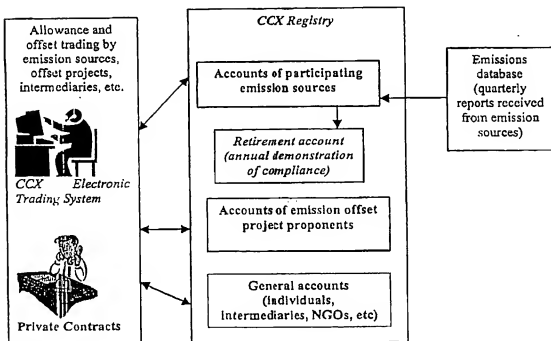 Allowance and
offset trading by
emission sources,
offset projects,
intermediaries, etc.
CCX Electronic
Trading System
Private Contracts
CCX Registry
Accounts of participating
emission sources
Retirement account
(annual demonstration
of compliance)
Accounts of emission offset
project proponents
General accounts
(individuals,
intermediaries, NGOs, etc)
Emissions
database
(quarterly
reports received
from emission
sources)